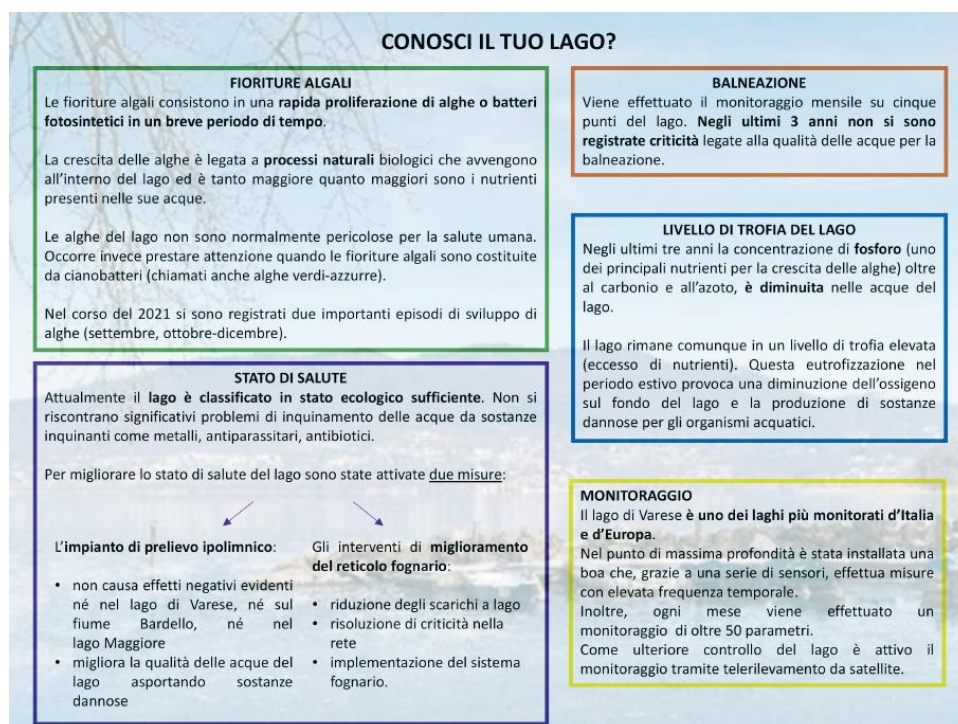 CONOSCI IL TUO LAGO?
FIORITURE ALGALI
Le fioriture algali consistono in una rapida proliferazione di alghe o batteri
fotosintetici in un breve periodo di tempo.
La crescita delle alghe è legata a processi naturali biologici che avvengono
all'interno del lago ed è tanto maggiore quanto maggiori sono i nutrienti
presenti nelle sue acque.
Le alghe del lago non sono normalmente pericolose per la salute umana.
Occorre invece prestare attenzione quando le fioriture algali sono costituite
da cianobatteri (chiamati anche alghe verdi-azzurre).
Nel corso del 2021 si sono registrati due importanti episodi di sviluppo di
alghe (settembre, ottobre-dicembre).
STATO DI SALUTE
Attualmente il lago è classificato in stato ecologico sufficiente. Non si
riscontrano significativi problemi di inquinamento delle acque da sostanze
inquinanti come metalli, antiparassitari, antibiotici.
Per migliorare lo stato di salute del lago sono state attivate due misure:
L'impianto di prelievo ipolimnico:
• non causa effetti negativi evidenti
né nel lago di Varese, né sul
fiume Bardello, né nel
lago Maggiore
• migliora la qualità delle acque del
lago asportando sostanze
dannose
Gli interventi di miglioramento
del reticolo fognario:
• riduzione degli scarichi a lago
• risoluzione di criticità nella
rete
• implementazione del sistema
fognario.
BALNEAZIONE
Viene effettuato il monitoraggio mensile su cinque
punti del lago. Negli ultimi 3 anni non si sono
registrate criticità legate alla qualità delle acque per la
balneazione.
LIVELLO DI TROFIA DEL LAGO
Negli ultimi tre anni la concentrazione di fosforo (uno
dei principali nutrienti per la crescita delle alghe) oltre
al carbonio e all'azoto, è diminuita nelle acque del
lago.
Il lago rimane comunque in un livello di trofia elevata
(eccesso di nutrienti). Questa eutrofizzazione nel
periodo estivo provoca una diminuzione dell'ossigeno
sul fondo del lago e la produzione di sostanze
dannose per gli organismi acquatici.
MONITORAGGIO
Il lago di Varese è uno dei laghi più monitorati d'Italia
e d'Europa.
Nel punto di massima profondità è stata installata una
boa che, grazie a una serie di sensori, effettua misure
con elevata frequenza temporale.
Inoltre, ogni mese viene effettuato un
monitoraggio di oltre 50 parametri.
Come ulteriore controllo del lago è attivo il
monitoraggio tramite telerilevamento da satellite.